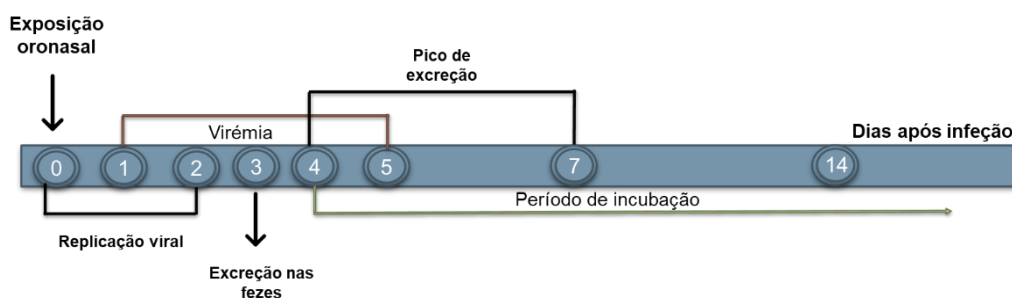 Exposição
oronasal
Pico de
excreção
Virémia
Dias após infeção
0 1 2 3 4 5 7 14
Período de incubação
Replicação viral
Excreção nas
fezes